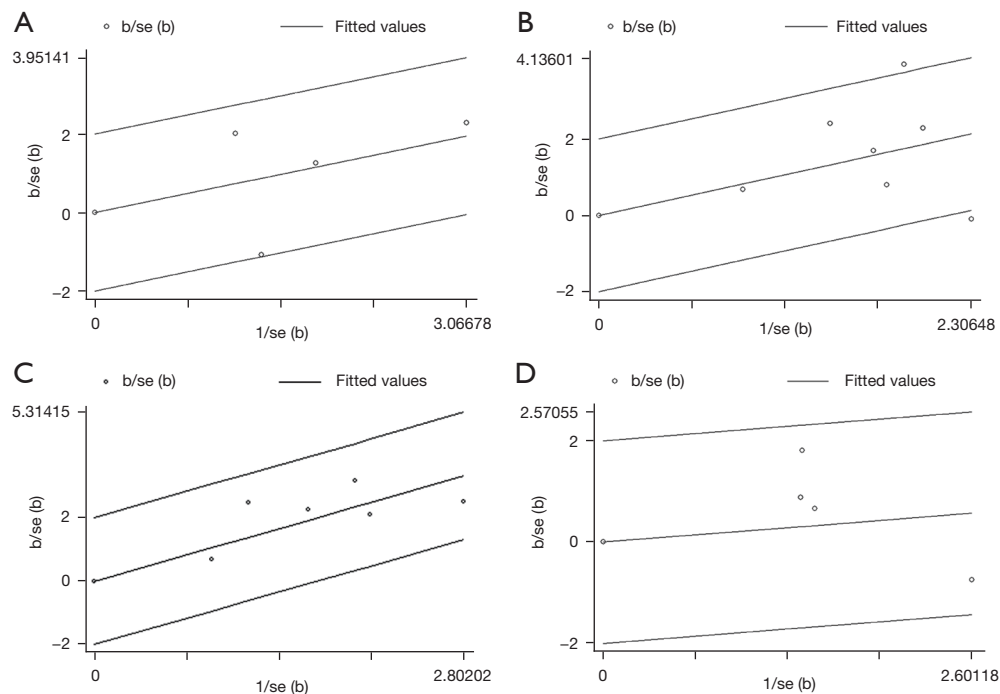 A
b/se (b)
Fitted values
3.95141
2
0
−2
b/se (b)
0
3.06678
1/se (b)
B
b/se (b)
Fitted values
4.13601
2
0
−2
b/se (b)
0
2.30648
1/se (b)
C
b/se (b)
Fitted values
5.31415
2
0
−2
b/se (b)
0
2.80202
1/se (b)
D
b/se (b)
Fitted values
2.57055
2
0
−2
b/se (b)
0
2.60118
1/se (b)